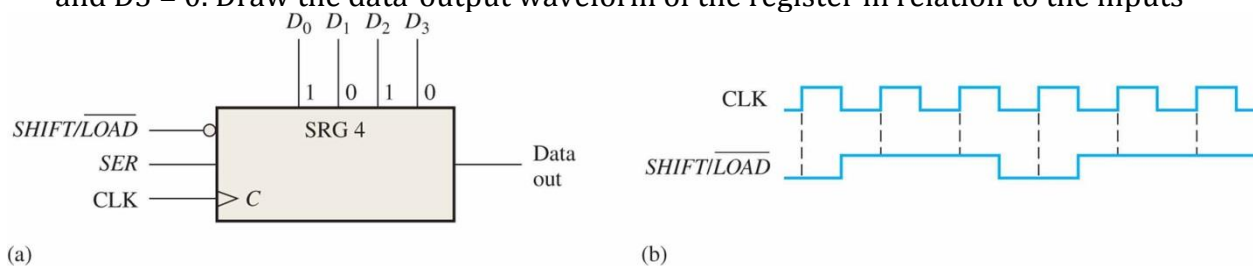 and D3 = 0. Draw the data-output waveform of the register in relation to the inputs
D0 D1 D2 D3
1 0 1 0
SHIFT/LOAD
SRG 4
SER
Data out
CLK
C
(a)
CLK
SHIFT/LOAD
(b)